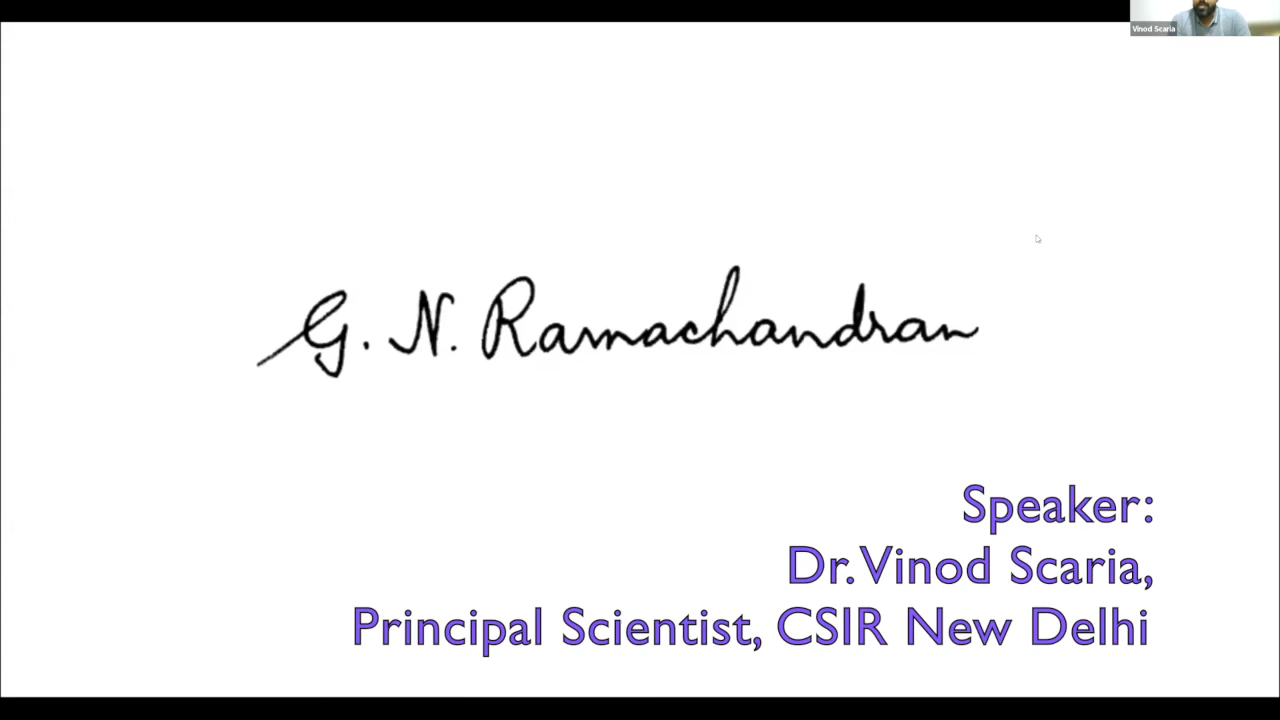 Vinod Scaria
G. N. Ramachandran
Speaker:
Dr. Vinod Scaria,
Principal Scientist, CSIR New Delhi